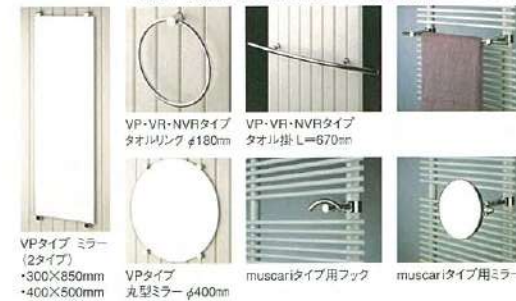 VP・VR・NVRタイプ
タオルリング φ180mm
VP・VR・NVRタイプ
タオル掛 L=670mm
VPタイプ ミラー
(2タイプ)
・300×850mm
・400×500mm
VPタイプ
丸型ミラー φ400mm
muscariタイプ用フック
muscariタイプ用ミラー